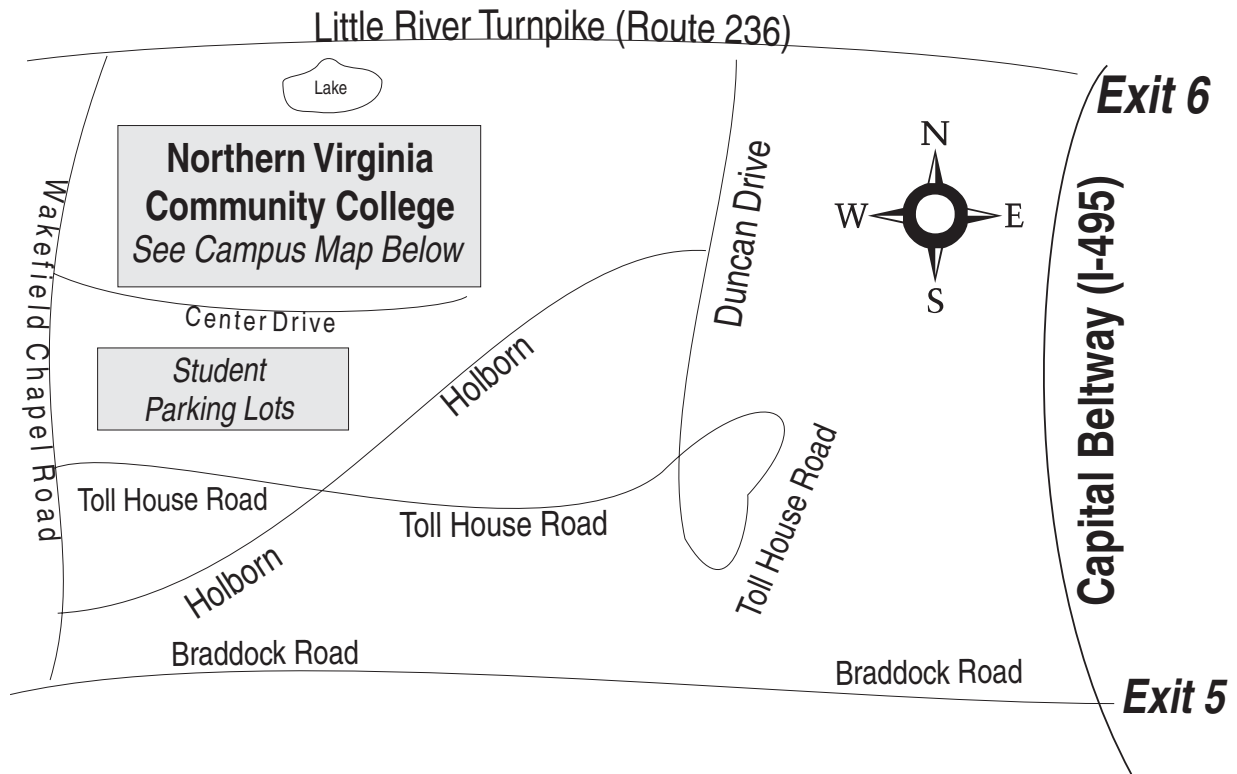 Little River Turnpike (Route 236)
Lake
Exit 6
Northern Virginia
Community College
See Campus Map Below
N
W
E
S
Duncan Drive
Wakefield Chapel Road
Capital Beltway (I-495)
Center Drive
Student
Parking Lots
Holborn
Toll House Road
Toll House Road
Toll House Road
Holborn
Braddock Road
Braddock Road
Exit 5